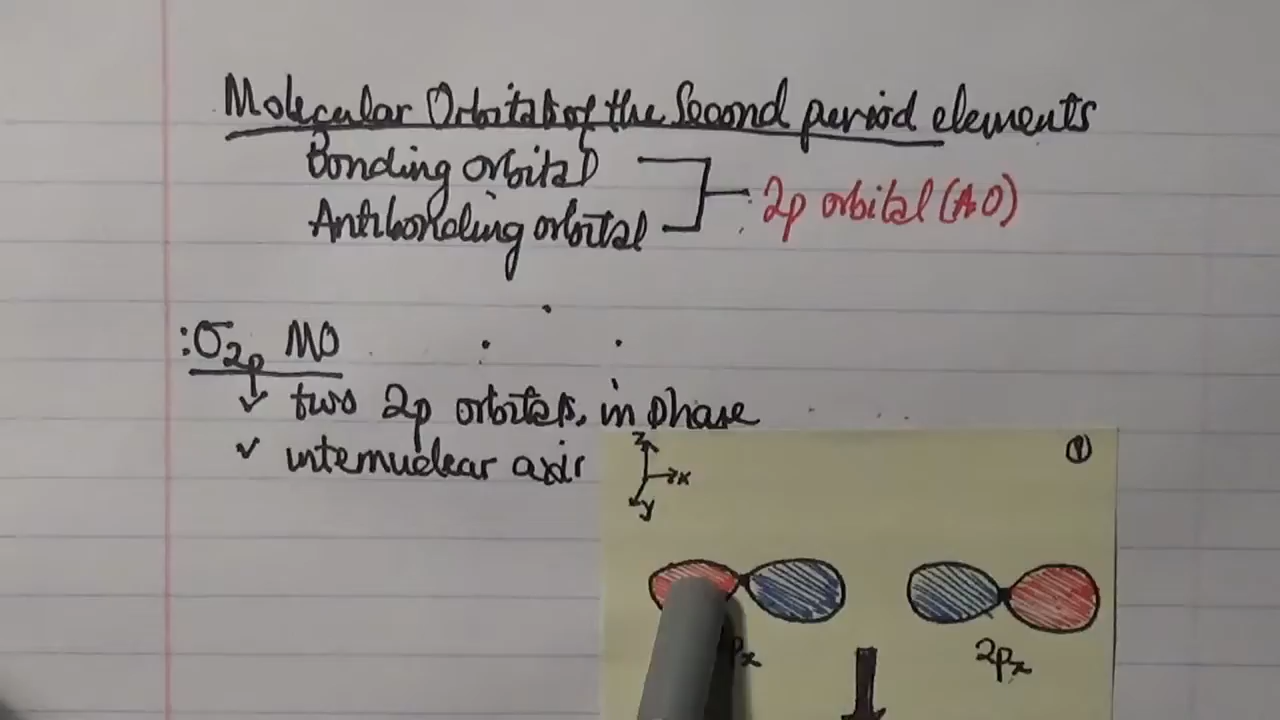 Molecular Orbitals of the Second period elements
Bonding orbital
Antibonding orbital
2p orbital (AO)
:σ2p MO
✓ two 2p orbitals, in phase
✓ internuclear axis
z
x
y
1
px
2px